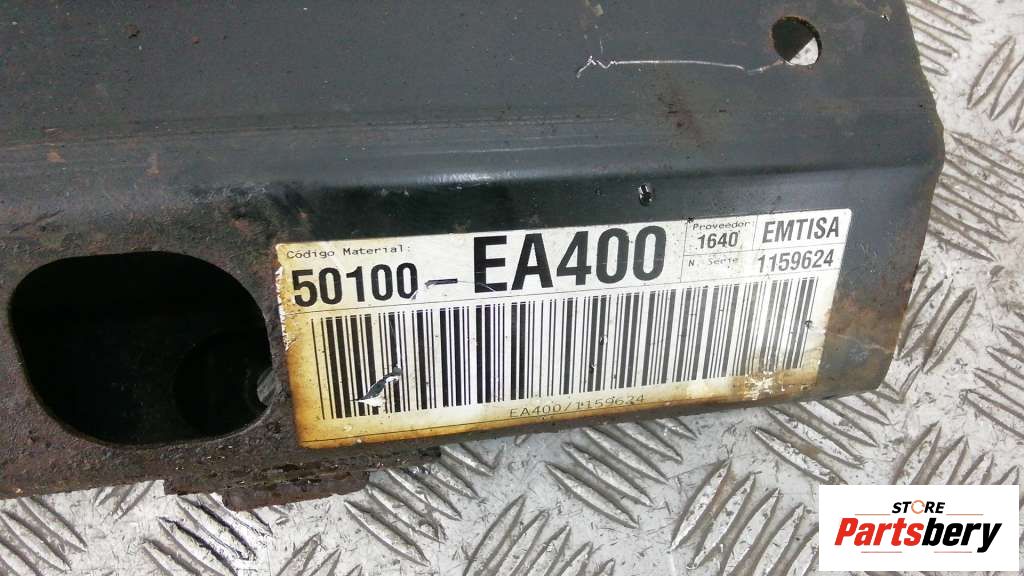 Código Material:
50100-EA400
Proveedor
1640
EMTISA
N. Serie
1159624
EA400/1159624
STORE
Partsbery